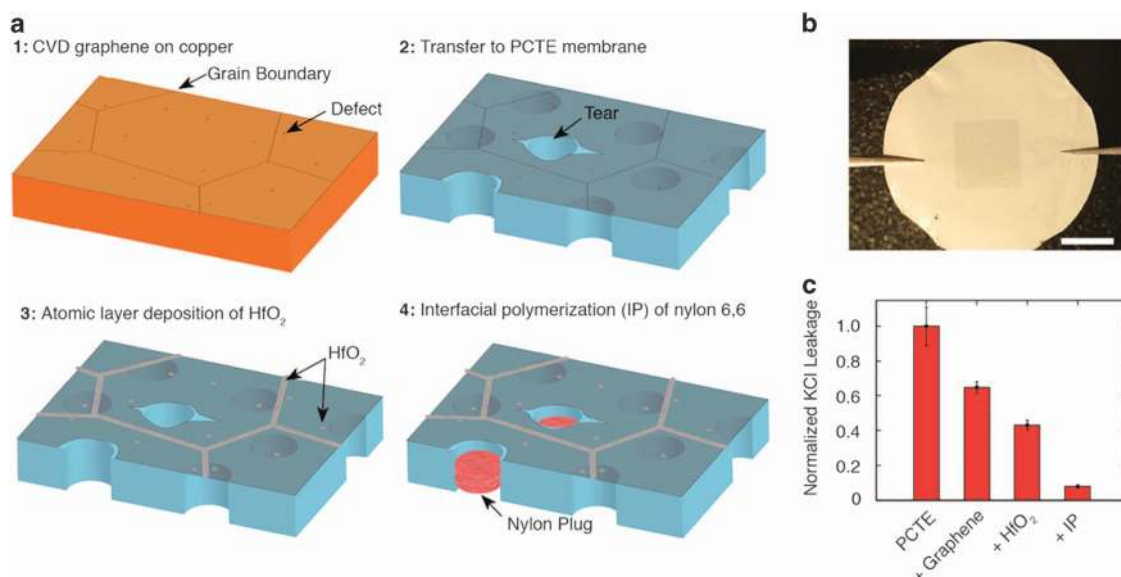 a
1: CVD graphene on copper
Grain Boundary
Defect
2: Transfer to PCTE membrane
Tear
3: Atomic layer deposition of HfO₂
HfO₂
4: Interfacial polymerization (IP) of nylon 6,6
Nylon Plug
b
c
Normalized KCl Leakage
1.0
0.8
0.6
0.4
0.2
0
PCTE
+ Graphene
+ HfO₂
+ IP